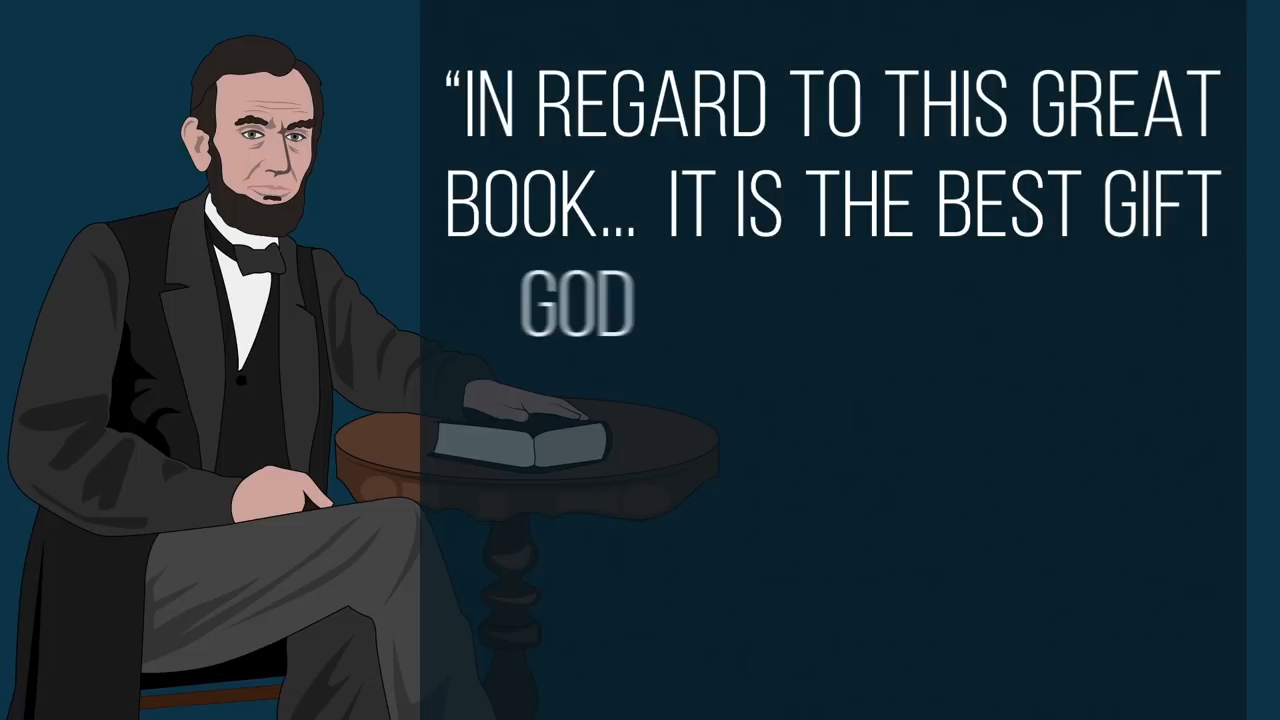 “IN REGARD TO THIS GREAT
BOOK... IT IS THE BEST GIFT
GOD